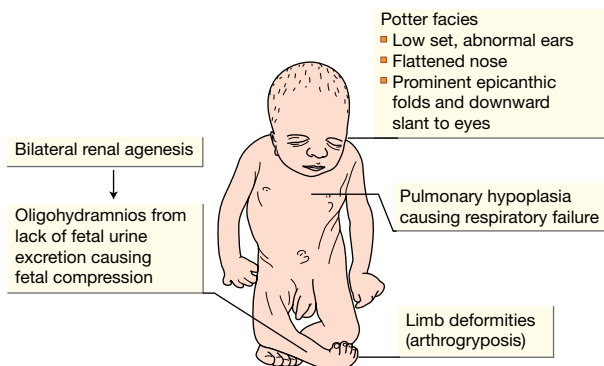 Potter facies
Low set, abnormal ears
Flattened nose
Prominent epicanthic
folds and downward
slant to eyes
Bilateral renal agenesis
Oligohydramnios from
lack of fetal urine
excretion causing
fetal compression
Pulmonary hypoplasia
causing respiratory failure
Limb deformities
(arthrogryposis)